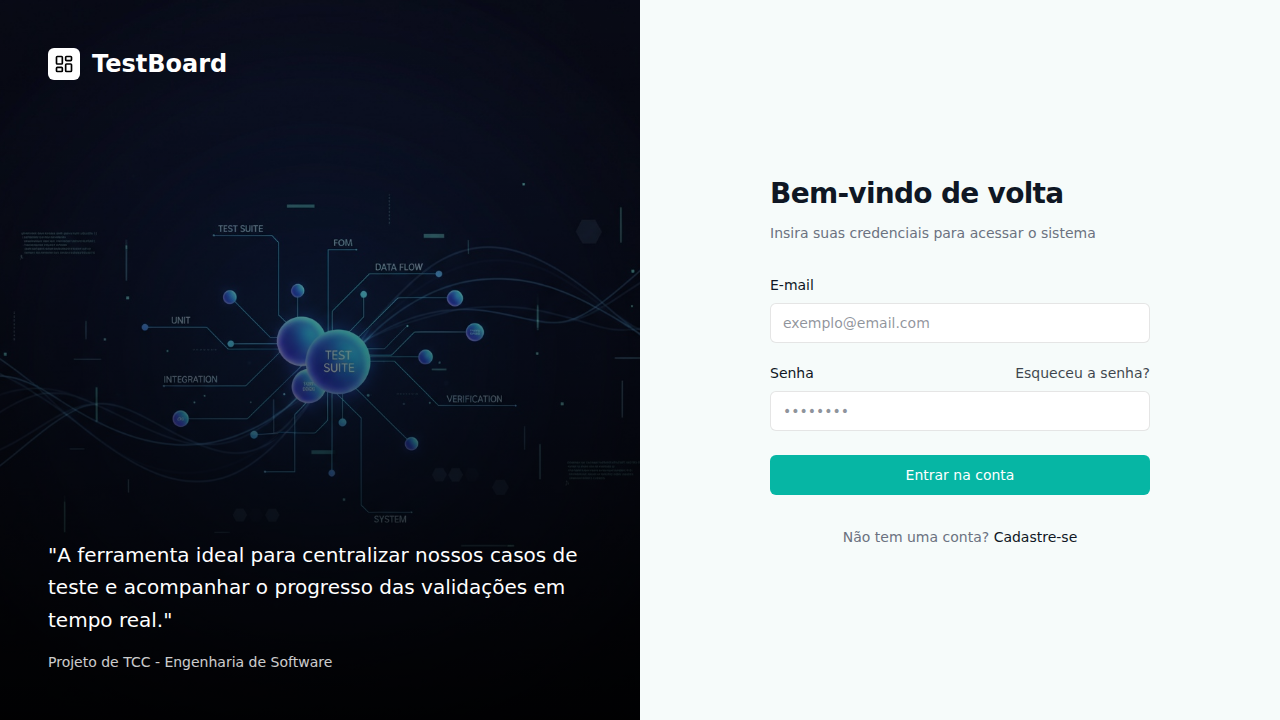 TestBoard
TEST SUITE
FOM
DATA FLOW
UNIT
TEST
SUITE
INTEGRATION
VERIFICATION
SYSTEM
"A ferramenta ideal para centralizar nossos casos de
teste e acompanhar o progresso das validações em
tempo real."
Projeto de TCC - Engenharia de Software
Bem-vindo de volta
Insira suas credenciais para acessar o sistema
E-mail
exemplo@email.com
Senha
Esqueceu a senha?
••••••••
Entrar na conta
Não tem uma conta? Cadastre-se